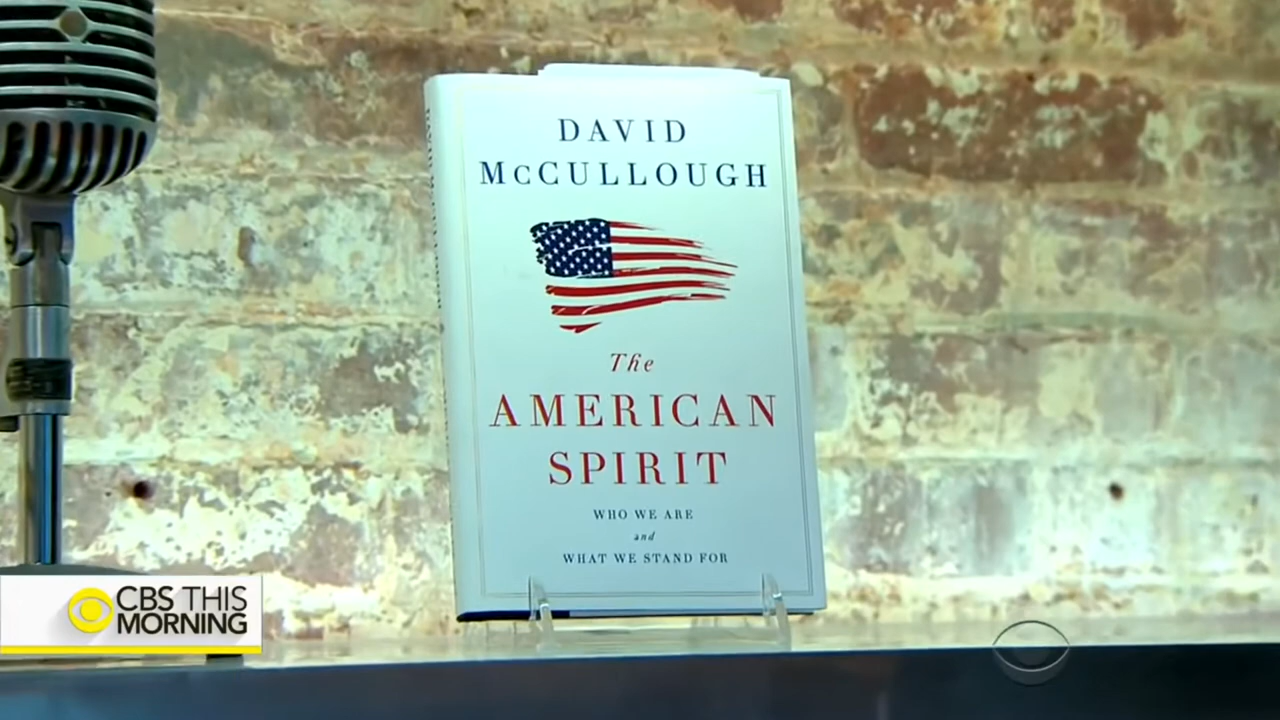 DAVID
McCULLOUGH
The
AMERICAN
SPIRIT
WHO WE ARE
and
WHAT WE STAND FOR
CBS THIS
MORNING